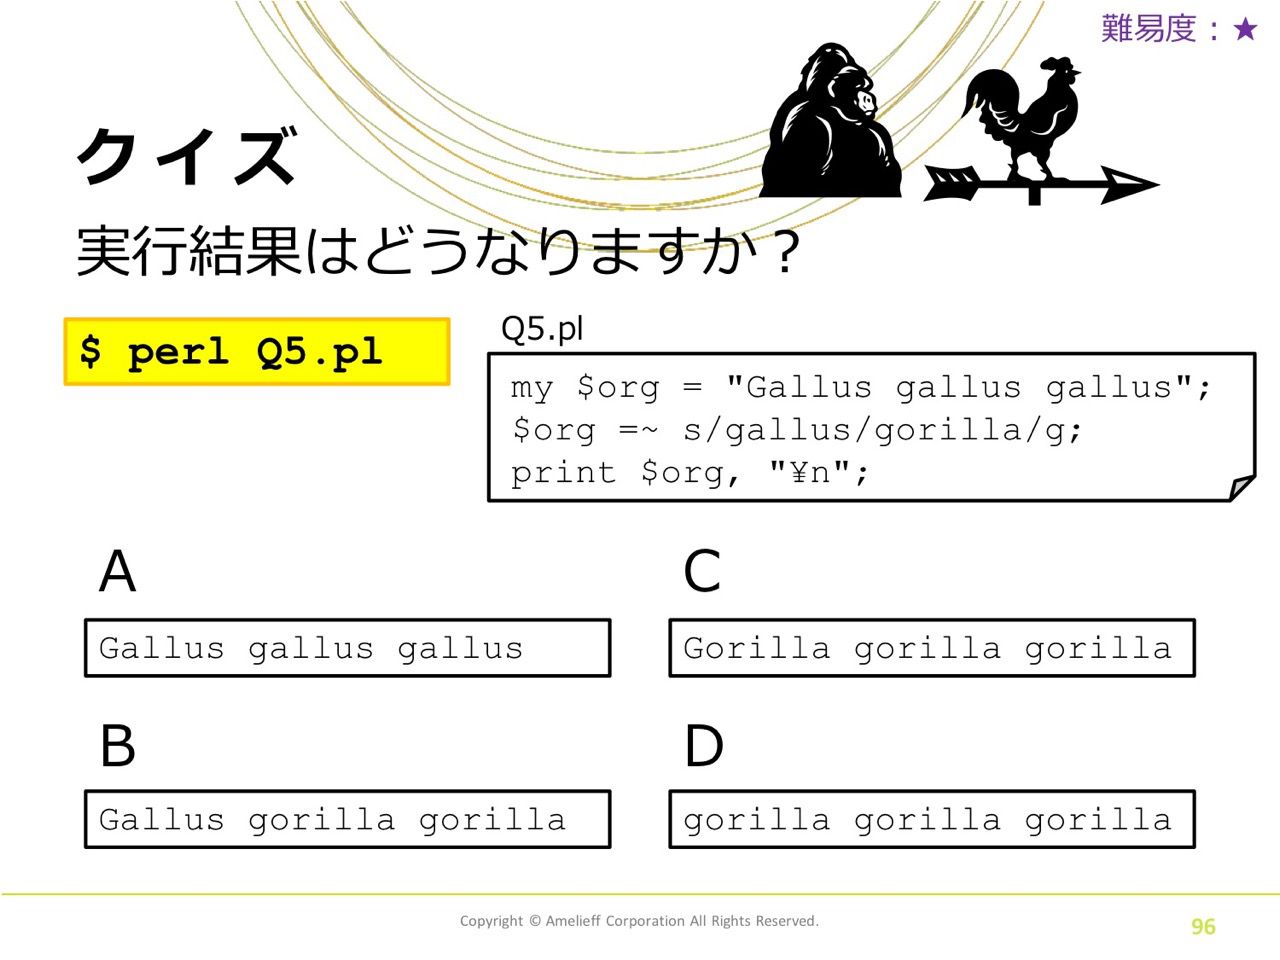 難易度：★
クイズ
実行結果はどうなりますか？
$ perl Q5.pl
Q5.pl
my $org = "Gallus gallus gallus";
$org =~ s/gallus/gorilla/g;
print $org, "¥n";
A
Gallus gallus gallus
B
Gallus gorilla gorilla
C
Gorilla gorilla gorilla
D
gorilla gorilla gorilla
Copyright © Amelieff Corporation All Rights Reserved.
96